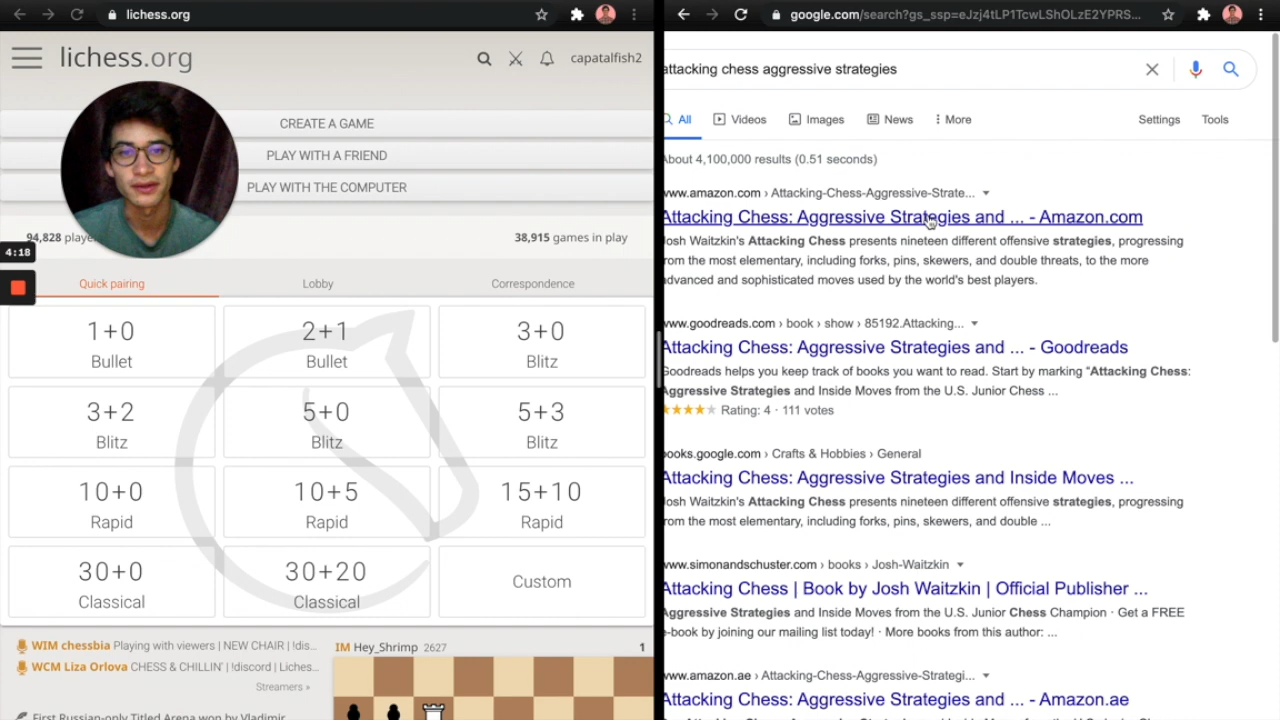 lichess.org
lichess.org
capatalfish2
CREATE A GAME
PLAY WITH A FRIEND
PLAY WITH THE COMPUTER
94,828
38,915 games in play
4:18
Quick pairing
Lobby
Correspondence
1+0
Bullet
2+1
Bullet
3+0
Blitz
3+2
Blitz
5+0
Blitz
5+3
Blitz
10+0
Rapid
10+5
Rapid
15+10
Rapid
30+0
Classical
30+20
Classical
Custom
WIM chessbia Playing with viewers | NEW CHAIR | !dis...
WCM Liza Orlova CHESS & CHILLIN' | !discord | Liches...
Streamers »
First Russian-only Titled Arena won by Vladimir
IM Hey_Shrimp 2627
1
google.com/search?gs_ssp=eJzj4tLP1TcwLShOLzE2YPRS...
attacking chess aggressive strategies
All
Videos
Images
News
More
Settings
Tools
About 4,100,000 results (0.51 seconds)
www.amazon.com › Attacking-Chess-Aggressive-Strate...
Attacking Chess: Aggressive Strategies and ... - Amazon.com
Josh Waitzkin's Attacking Chess presents nineteen different offensive strategies, progressing
from the most elementary, including forks, pins, skewers, and double threats, to the more
advanced and sophisticated moves used by the world's best players.
www.goodreads.com › book › show › 85192.Attacking...
Attacking Chess: Aggressive Strategies and ... - Goodreads
Goodreads helps you keep track of books you want to read. Start by marking "Attacking Chess:
Aggressive Strategies and Inside Moves from the U.S. Junior Chess ...
Rating: 4 · 111 votes
books.google.com › Crafts & Hobbies › General
Attacking Chess: Aggressive Strategies and Inside Moves ...
Josh Waitzkin's Attacking Chess presents nineteen different offensive strategies, progressing
from the most elementary, including forks, pins, skewers, and double ...
www.simonandschuster.com › books › Josh-Waitzkin
Attacking Chess | Book by Josh Waitzkin | Official Publisher ...
Aggressive Strategies and Inside Moves from the U.S. Junior Chess Champion · Get a FREE
e-book by joining our mailing list today! · More books from this author: ...
www.amazon.ae › Attacking-Chess-Aggressive-Strategi...
Attacking Chess: Aggressive Strategies and ... - Amazon.ae